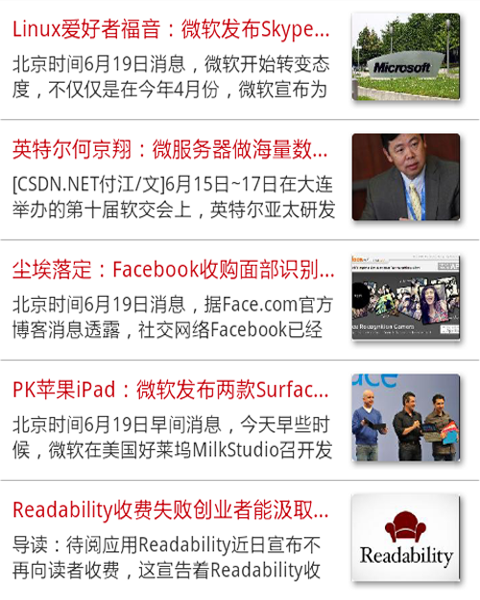 Linux爱好者福音：微软发布Skype...
北京时间6月19日消息，微软开始转变态
度，不仅仅是在今年4月份，微软宣布为
Microsoft
英特尔何京翔：微服务器做海量数...
[CSDN.NET付江/文]6月15日~17日在大连
举办的第十届软交会上，英特尔亚太研发
尘埃落定：Facebook收购面部识别...
北京时间6月19日消息，据Face.com官方
博客消息透露，社交网络Facebook已经
Face Recognition Camera
PK苹果iPad：微软发布两款Surfac...
北京时间6月19日早间消息，今天早些时
候，微软在美国好莱坞MilkStudio召开发
ace
Readability收费失败创业者能汲取...
导读：待阅应用Readability近日宣布不
再向读者收费，这宣告着Readability收
Readability